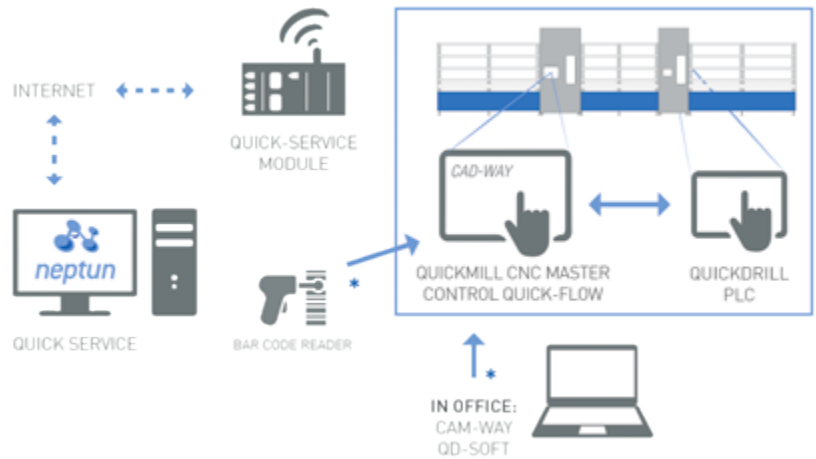 INTERNET
QUICK-SERVICE
MODULE
CAD-WAY
neptun
QUICKMILL CNC MASTER
CONTROL QUICK-FLOW
QUICKDRILL
PLC
*
QUICK SERVICE
BAR CODE READER
*
IN OFFICE:
CAM-WAY
QD-SOFT